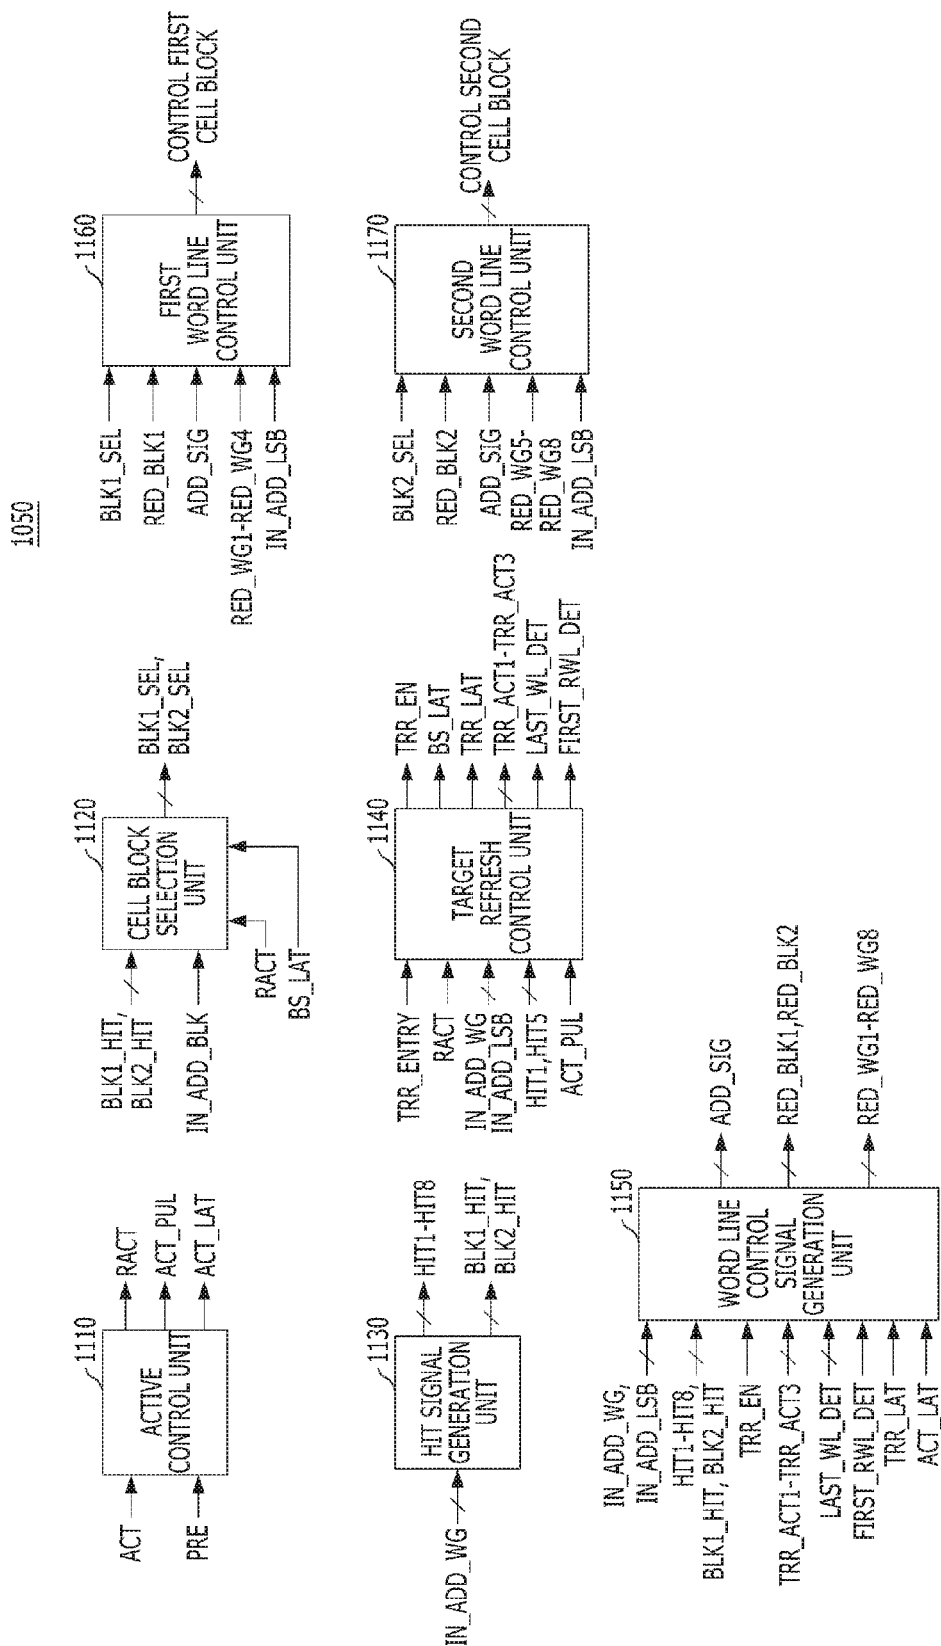 1050
1110
ACT
PRE
ACTIVE
CONTROL UNIT
RACT
ACT_PUL
ACT_LAT
1120
BLK1_HIT,
BLK2_HIT
IN_ADD_BLK
CELL BLOCK
SELECTION
UNIT
RACT
BS_LAT
BLK1_SEL,
BLK2_SEL
1160
BLK1_SEL
RED_BLK1
ADD_SIG
RED_WG1-RED_WG4
IN_ADD_LSB
FIRST
WORD LINE
CONTROL UNIT
CONTROL FIRST
CELL BLOCK
1130
IN_ADD_WG
HIT SIGNAL
GENERATION
UNIT
HIT1-HIT8
BLK1_HIT,
BLK2_HIT
1140
TRR_ENTRY
RACT
IN_ADD_WG
IN_ADD_LSB
HIT1,HIT5
ACT_PUL
TARGET
REFRESH
CONTROL UNIT
TRR_EN
BS_LAT
TRR_LAT
TRR_ACT1-TRR_ACT3
LAST_WL_DET
FIRST_RWL_DET
1170
BLK2_SEL
RED_BLK2
ADD_SIG
RED_WG5-
RED_WG8
IN_ADD_LSB
SECOND
WORD LINE
CONTROL UNIT
CONTROL SECOND
CELL BLOCK
1150
IN_ADD_WG,
IN_ADD_LSB
HIT1-HIT8,
BLK1_HIT, BLK2_HIT
TRR_EN
TRR_ACT1-TRR_ACT3
LAST_WL_DET
FIRST_RWL_DET
TRR_LAT
ACT_LAT
WORD LINE
CONTROL
SIGNAL
GENERATION
UNIT
ADD_SIG
RED_BLK1,RED_BLK2
RED_WG1-RED_WG8